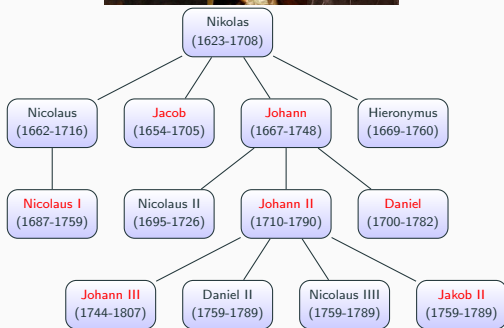 Nikolas
(1623-1708)
Nicolaus
(1662-1716)
Jacob
(1654-1705)
Johann
(1667-1748)
Hieronymus
(1669-1760)
Nicolaus I
(1687-1759)
Nicolaus II
(1695-1726)
Johann II
(1710-1790)
Daniel
(1700-1782)
Johann III
(1744-1807)
Daniel II
(1759-1789)
Nicolaus IIII
(1759-1789)
Jakob II
(1759-1789)